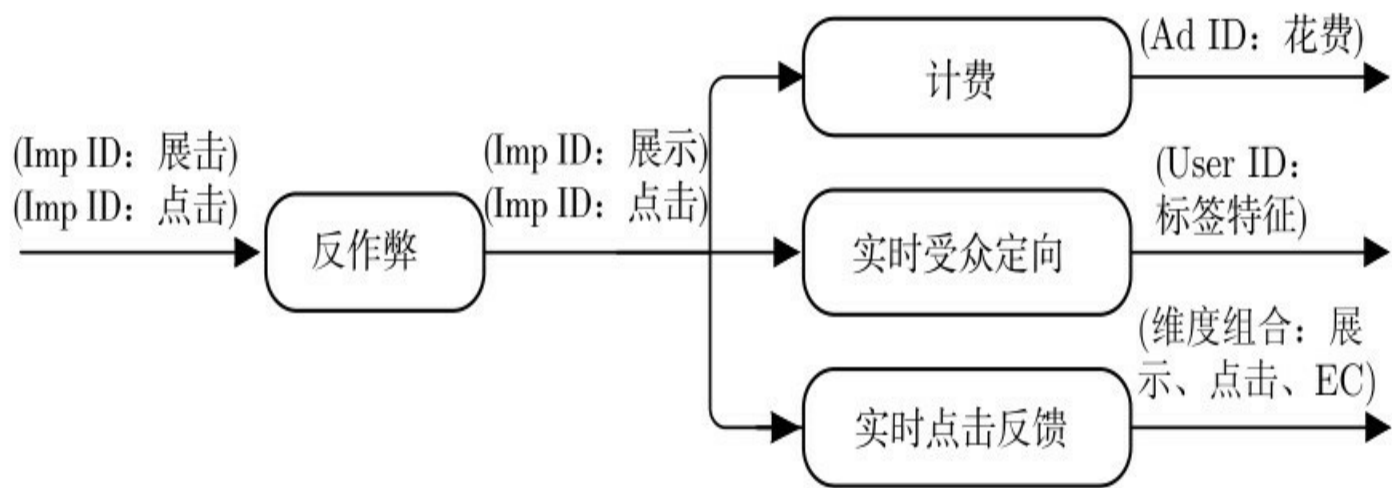 (Imp ID：展击)
(Imp ID：点击)
反作弊
(Imp ID：展示)
(Imp ID：点击)
计费
(Ad ID：花费)
实时受众定向
(User ID：
标签特征)
实时点击反馈
(维度组合：展
示、点击、EC)